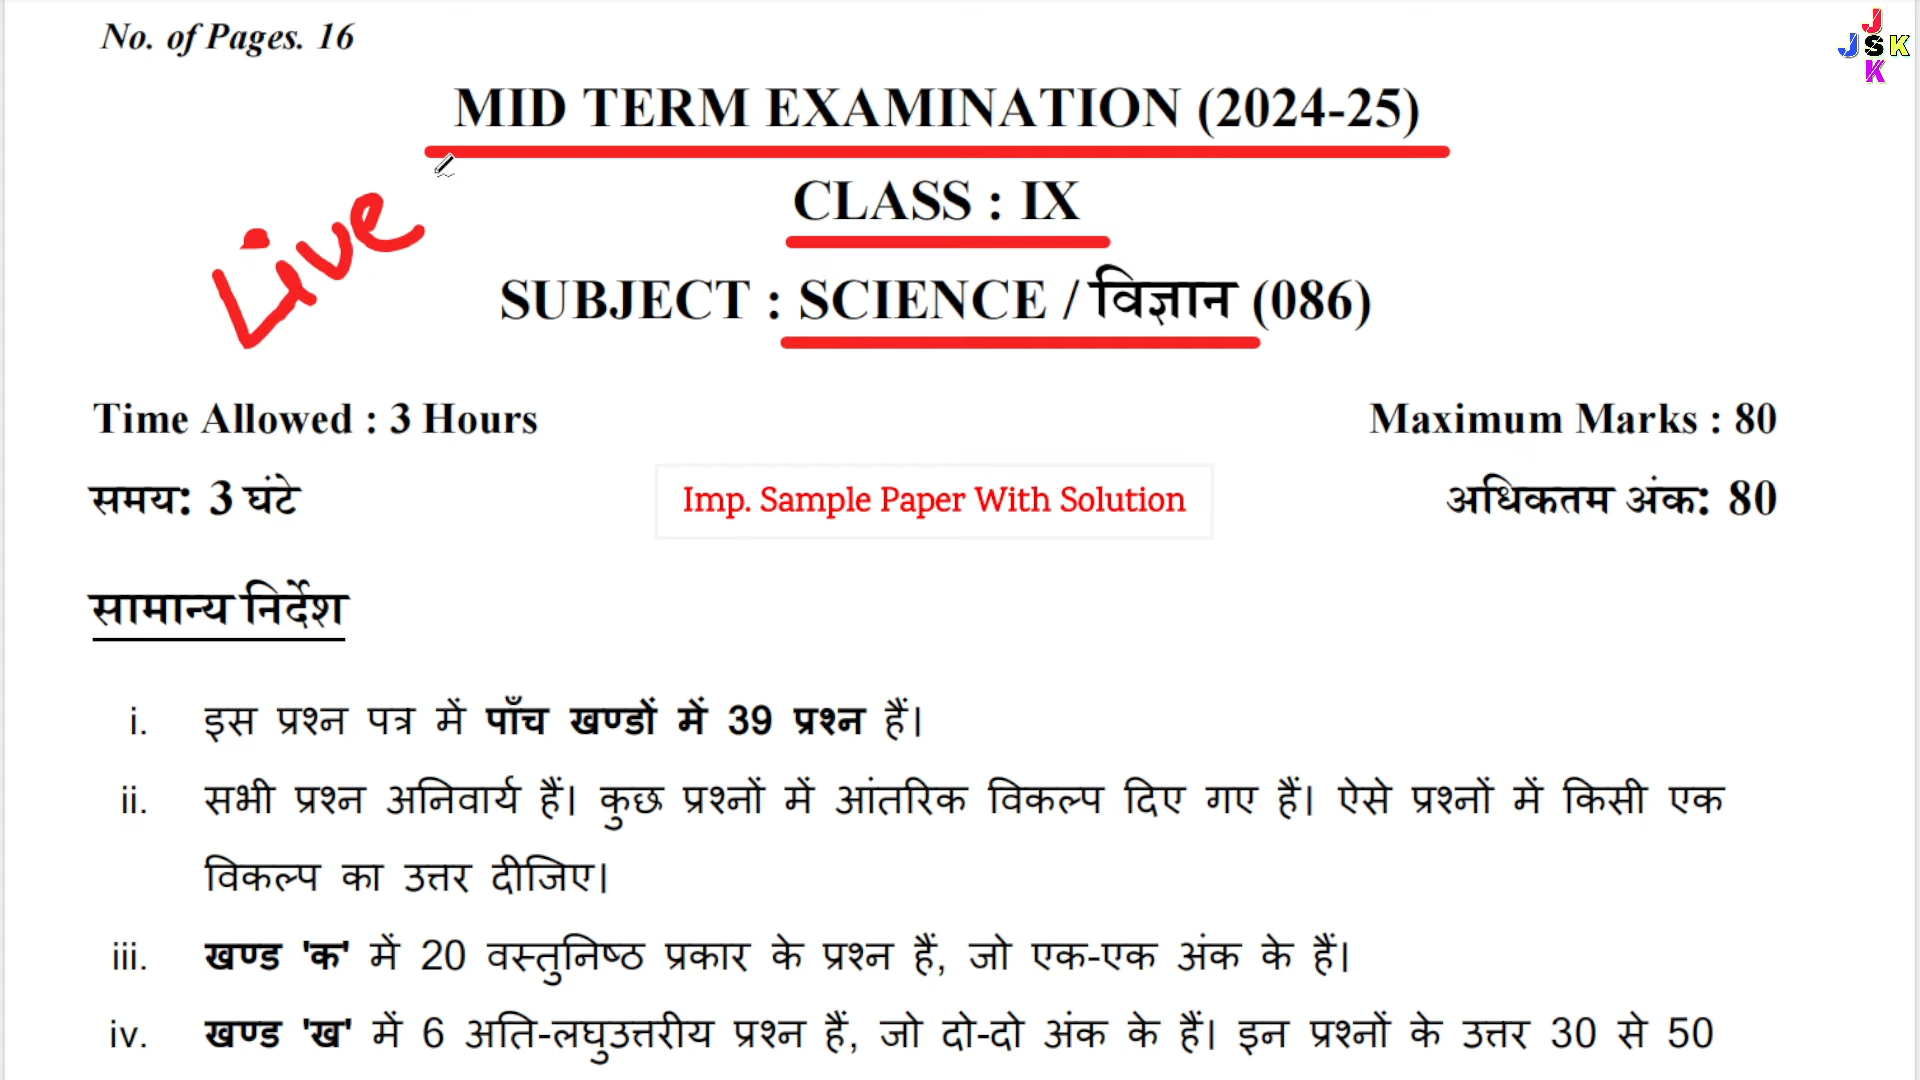 No. of Pages. 16
J
J S K
K
MID TERM EXAMINATION (2024-25)
CLASS : IX
Live
SUBJECT : SCIENCE / विज्ञान (086)
Time Allowed : 3 Hours Maximum Marks : 80
समय: 3 घंटे Imp. Sample Paper With Solution अधिकतम अंक: 80
सामान्य निर्देश
i. इस प्रश्न पत्र में पाँच खण्डों में 39 प्रश्न हैं।
ii. सभी प्रश्न अनिवार्य हैं। कुछ प्रश्नों में आंतरिक विकल्प दिए गए हैं। ऐसे प्रश्नों में किसी एक
विकल्प का उत्तर दीजिए।
iii. खण्ड 'क' में 20 वस्तुनिष्ठ प्रकार के प्रश्न हैं, जो एक-एक अंक के हैं।
iv. खण्ड 'ख' में 6 अति-लघुउत्तरीय प्रश्न हैं, जो दो-दो अंक के हैं। इन प्रश्नों के उत्तर 30 से 50